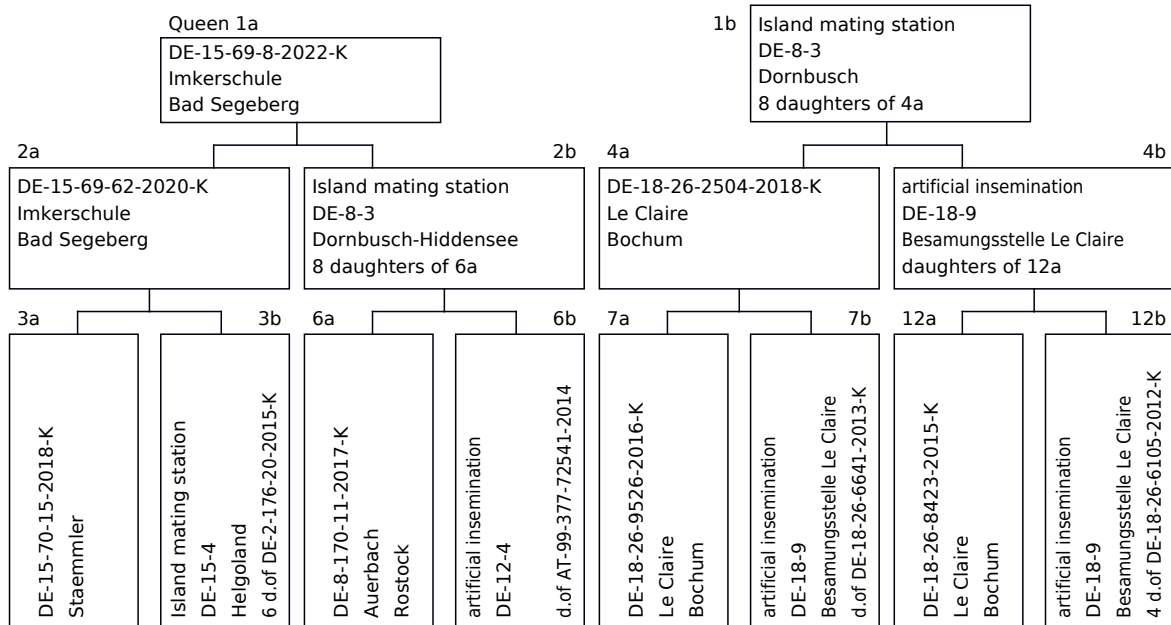 Queen 1a
DE-15-69-8-2022-K
Imkerschule
Bad Segeberg
1b
Island mating station
DE-8-3
Dornbusch
8 daughters of 4a
2a
DE-15-69-62-2020-K
Imkerschule
Bad Segeberg
2b
Island mating station
DE-8-3
Dornbusch-Hiddensee
8 daughters of 6a
4a
DE-18-26-2504-2018-K
Le Claire
Bochum
4b
artificial insemination
DE-18-9
Besamungsstelle Le Claire
daughters of 12a
3a
DE-15-70-15-2018-K
Staemmler
3b
Island mating station
DE-15-4
Helgoland
6 d.of DE-2-176-20-2015-K
6a
DE-8-170-11-2017-K
Auerbach
Rostock
6b
artificial insemination
DE-12-4
d.of AT-99-377-72541-2014
7a
DE-18-26-9526-2016-K
Le Claire
Bochum
7b
artificial insemination
DE-18-9
Besamungsstelle Le Claire
d.of DE-18-26-6641-2013-K
12a
DE-18-26-8423-2015-K
Le Claire
Bochum
12b
artificial insemination
DE-18-9
Besamungsstelle Le Claire
4 d.of DE-18-26-6105-2012-K